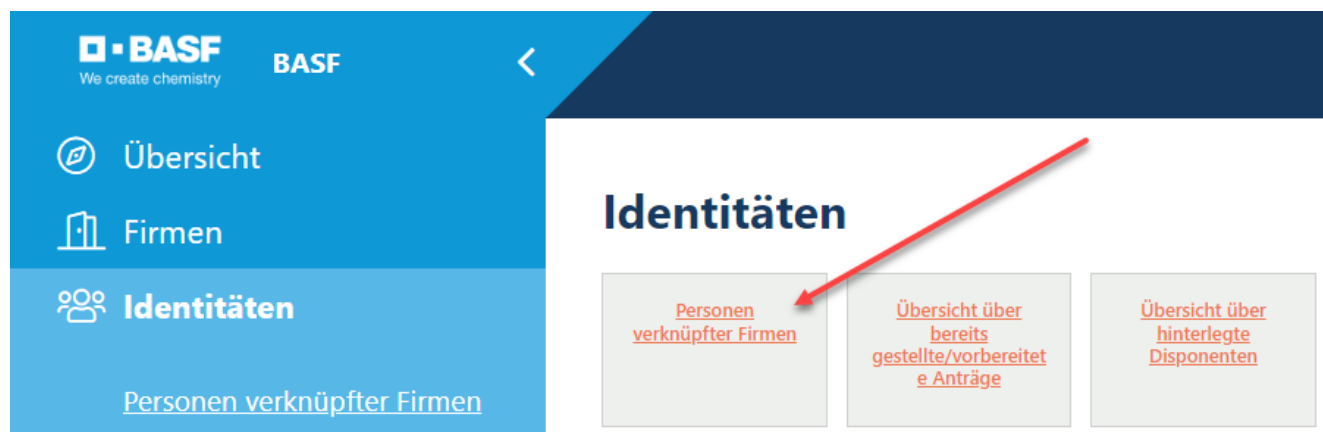 BASF
We create chemistry
BASF
Übersicht
Firmen
Identitäten
Personen verknüpfter Firmen
Identitäten
Personen
verknüpfter Firmen
Übersicht über
bereits
gestellte/vorbereitet
e Anträge
Übersicht über
hinterlegte
Disponenten